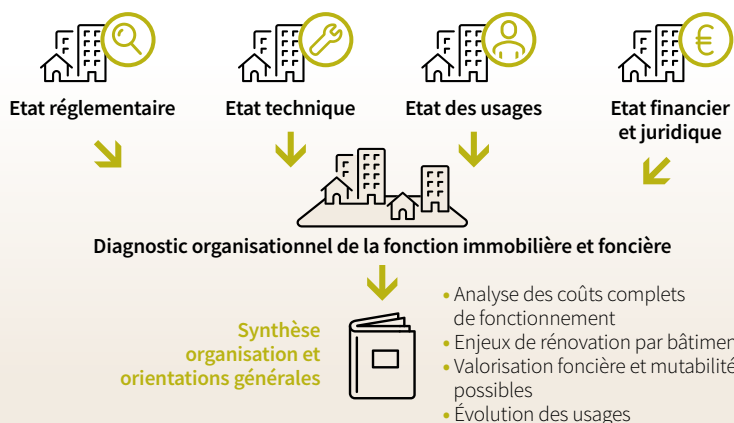 Etat réglementaire
Etat technique
Etat des usages
Etat financier
et juridique
Diagnostic organisationnel de la fonction immobilière et foncière
Synthèse
organisation et
orientations générales
• Analyse des coûts complets
de fonctionnement
• Enjeux de rénovation par bâtimen
• Valorisation foncière et mutabilité
possibles
• Évolution des usages